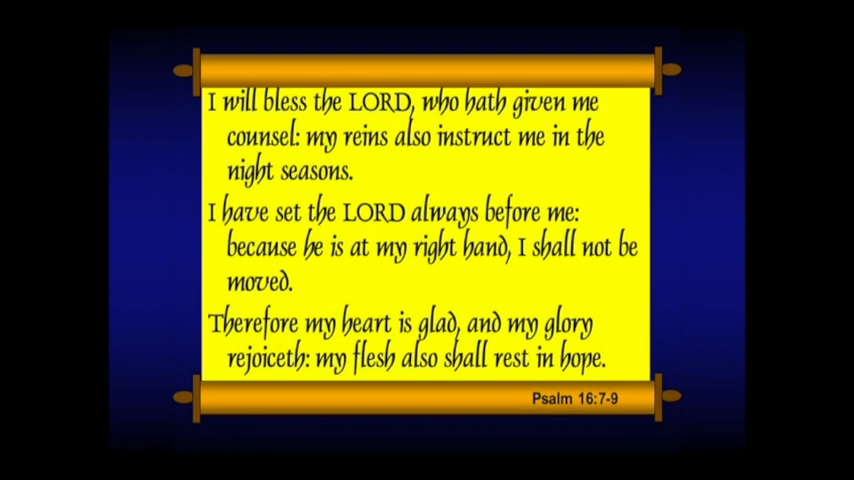 I will bless the LORD, who hath given me
counsel: my reins also instruct me in the
night seasons.
I have set the LORD always before me:
because he is at my right hand, I shall not be
moved.
Therefore my heart is glad, and my glory
rejoiceth: my flesh also shall rest in hope.
Psalm 16:7-9